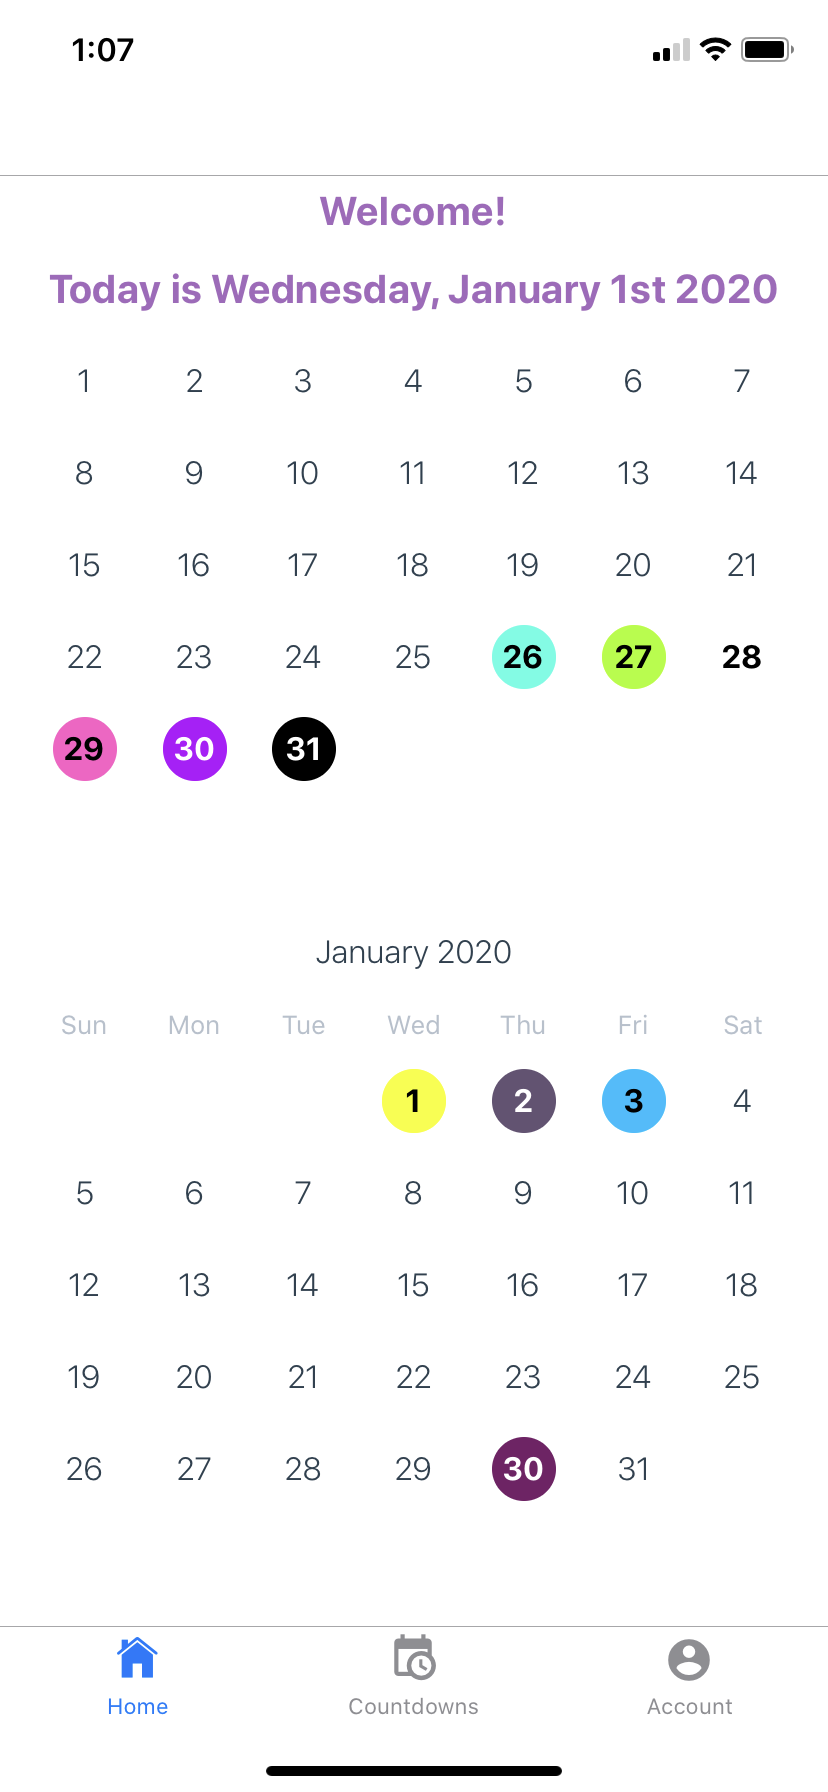 1:07
Welcome!
Today is Wednesday, January 1st 2020
1 2 3 4 5 6 7
8 9 10 11 12 13 14
15 16 17 18 19 20 21
22 23 24 25 26 27 28
29 30 31
January 2020
Sun Mon Tue Wed Thu Fri Sat
1 2 3 4
5 6 7 8 9 10 11
12 13 14 15 16 17 18
19 20 21 22 23 24 25
26 27 28 29 30 31
Home Countdowns Account